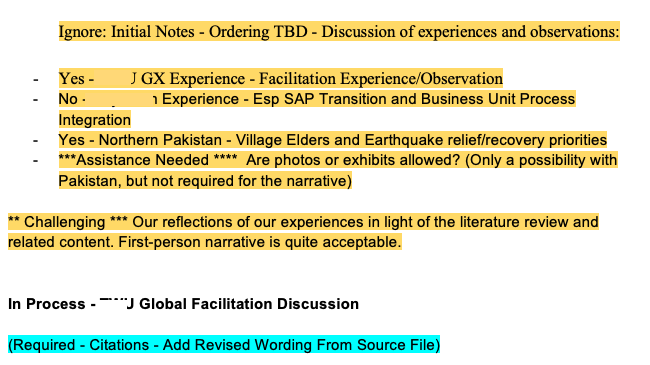 Ignore: Initial Notes - Ordering TBD - Discussion of experiences and observations:
- Yes - J GX Experience - Facilitation Experience/Observation
- No - Experience - Esp SAP Transition and Business Unit Process
Integration
- Yes - Northern Pakistan - Village Elders and Earthquake relief/recovery priorities
- ***Assistance Needed **** Are photos or exhibits allowed? (Only a possibility with
Pakistan, but not required for the narrative)
** Challenging *** Our reflections of our experiences in light of the literature review and
related content. First-person narrative is quite acceptable.
In Process - Global Facilitation Discussion
(Required - Citations - Add Revised Wording From Source File)